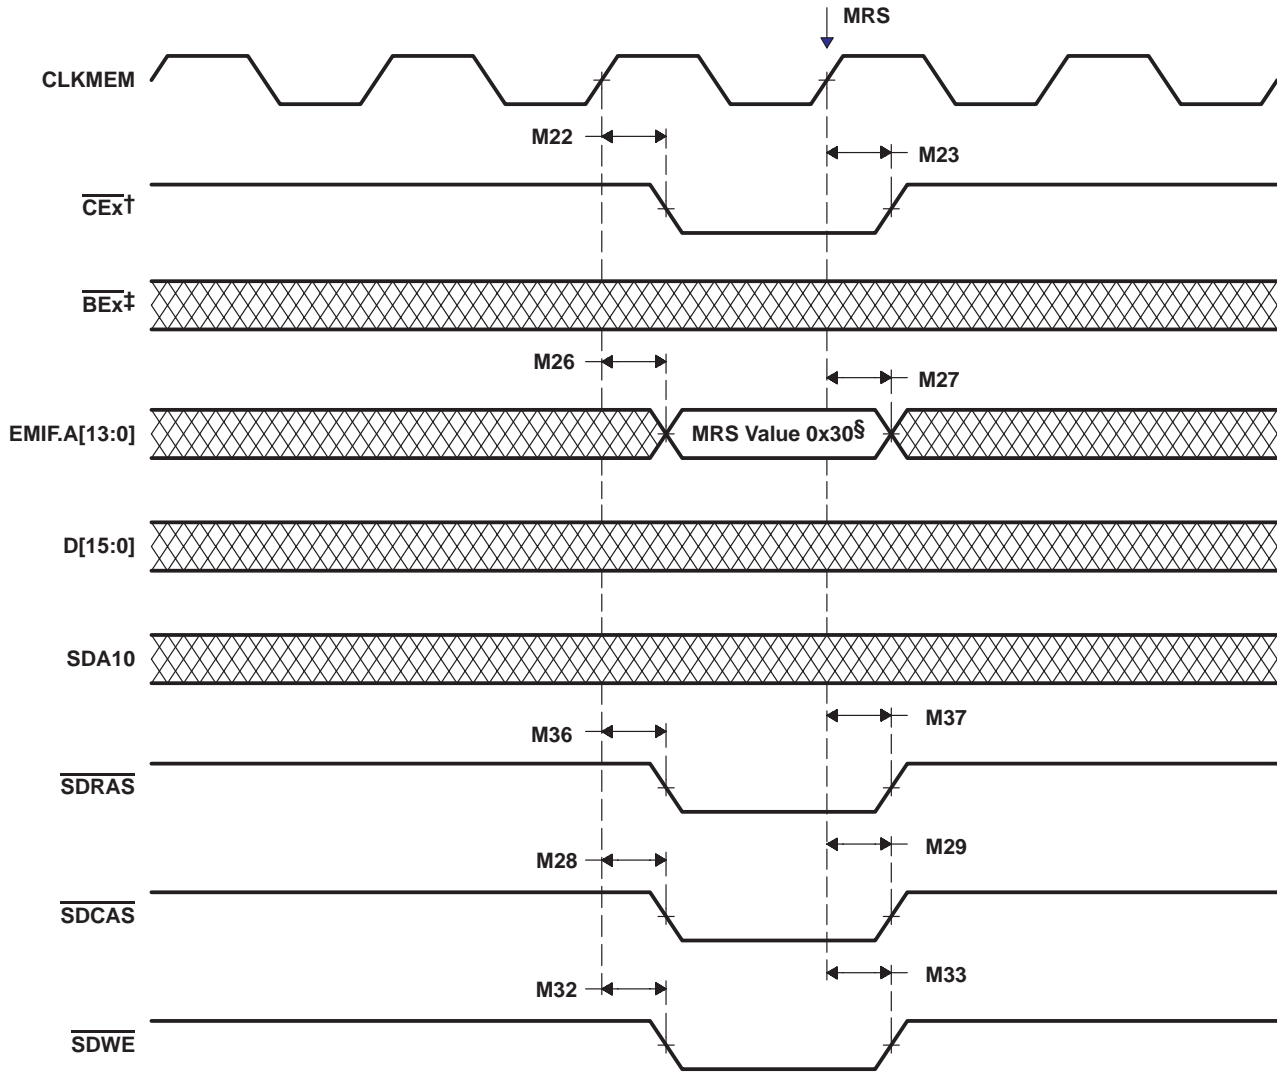 MRS
CLKMEM
M22
M23
CEx†
BEx‡
M26
M27
EMIF.A[13:0]
MRS Value 0x30§
D[15:0]
SDA10
M36
M37
SDRAS
M28
M29
SDCAS
M32
M33
SDWE